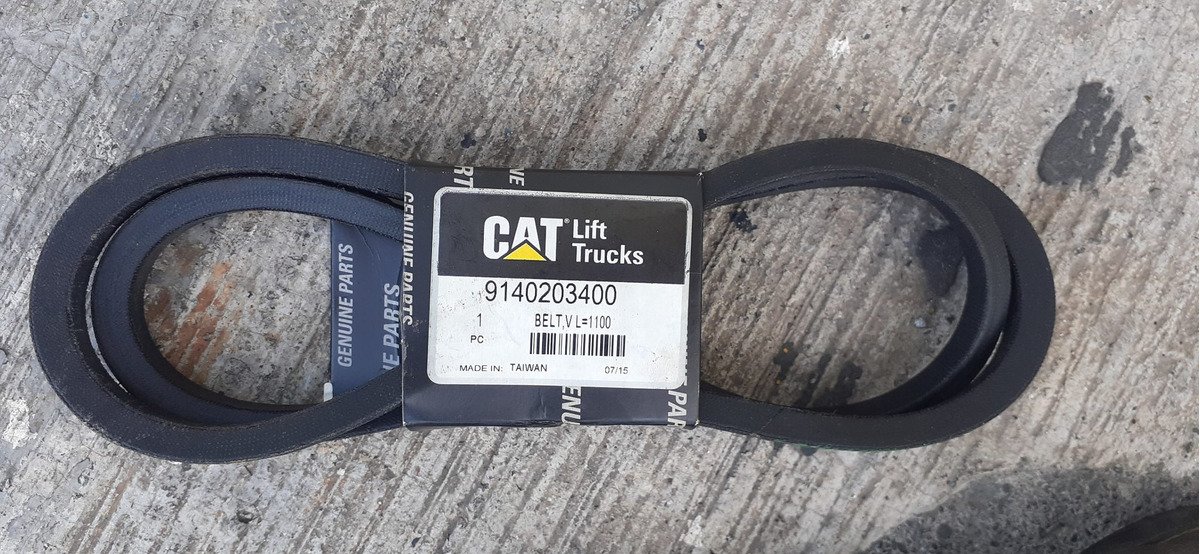 CAT® Lift
Trucks
9140203400
1 BELT,V L=1100
PC
MADE IN: TAIWAN 07/15
GENUINE PARTS
GENUINE PARTS